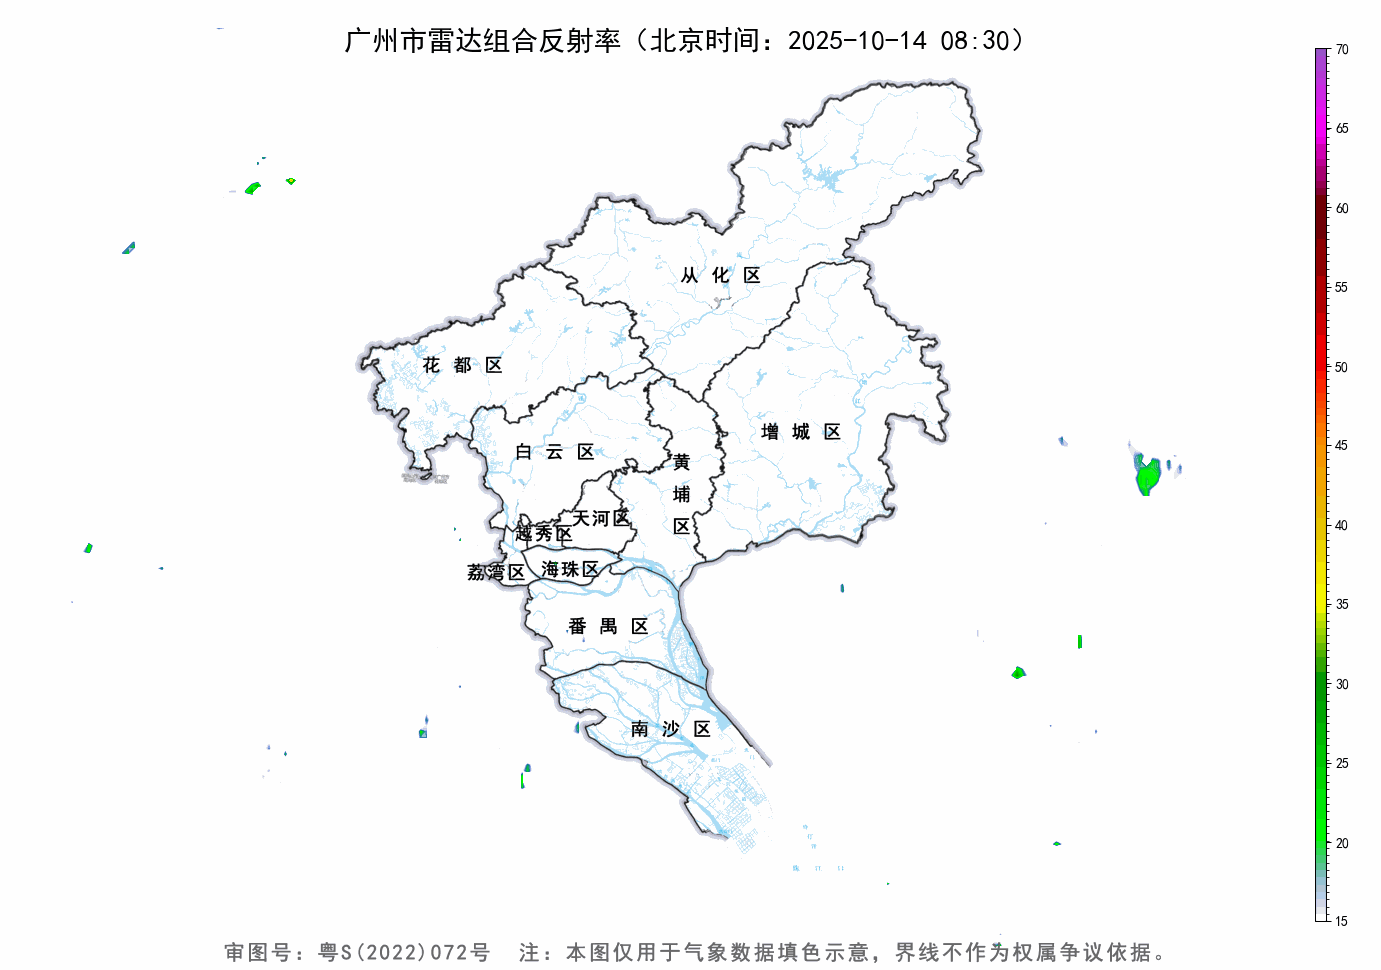 广州市雷达组合反射率（北京时间：2025-10-14 08:30）
70
65
60
55
50
45
40
35
30
25
20
15
从化区
花都区
增城区
白云区
黄埔区
天河区
越秀区
海珠区
荔湾区
番禺区
南沙区
审图号：粤S(2022)072号 注：本图仅用于气象数据填色示意，界线不作为权属争议依据。